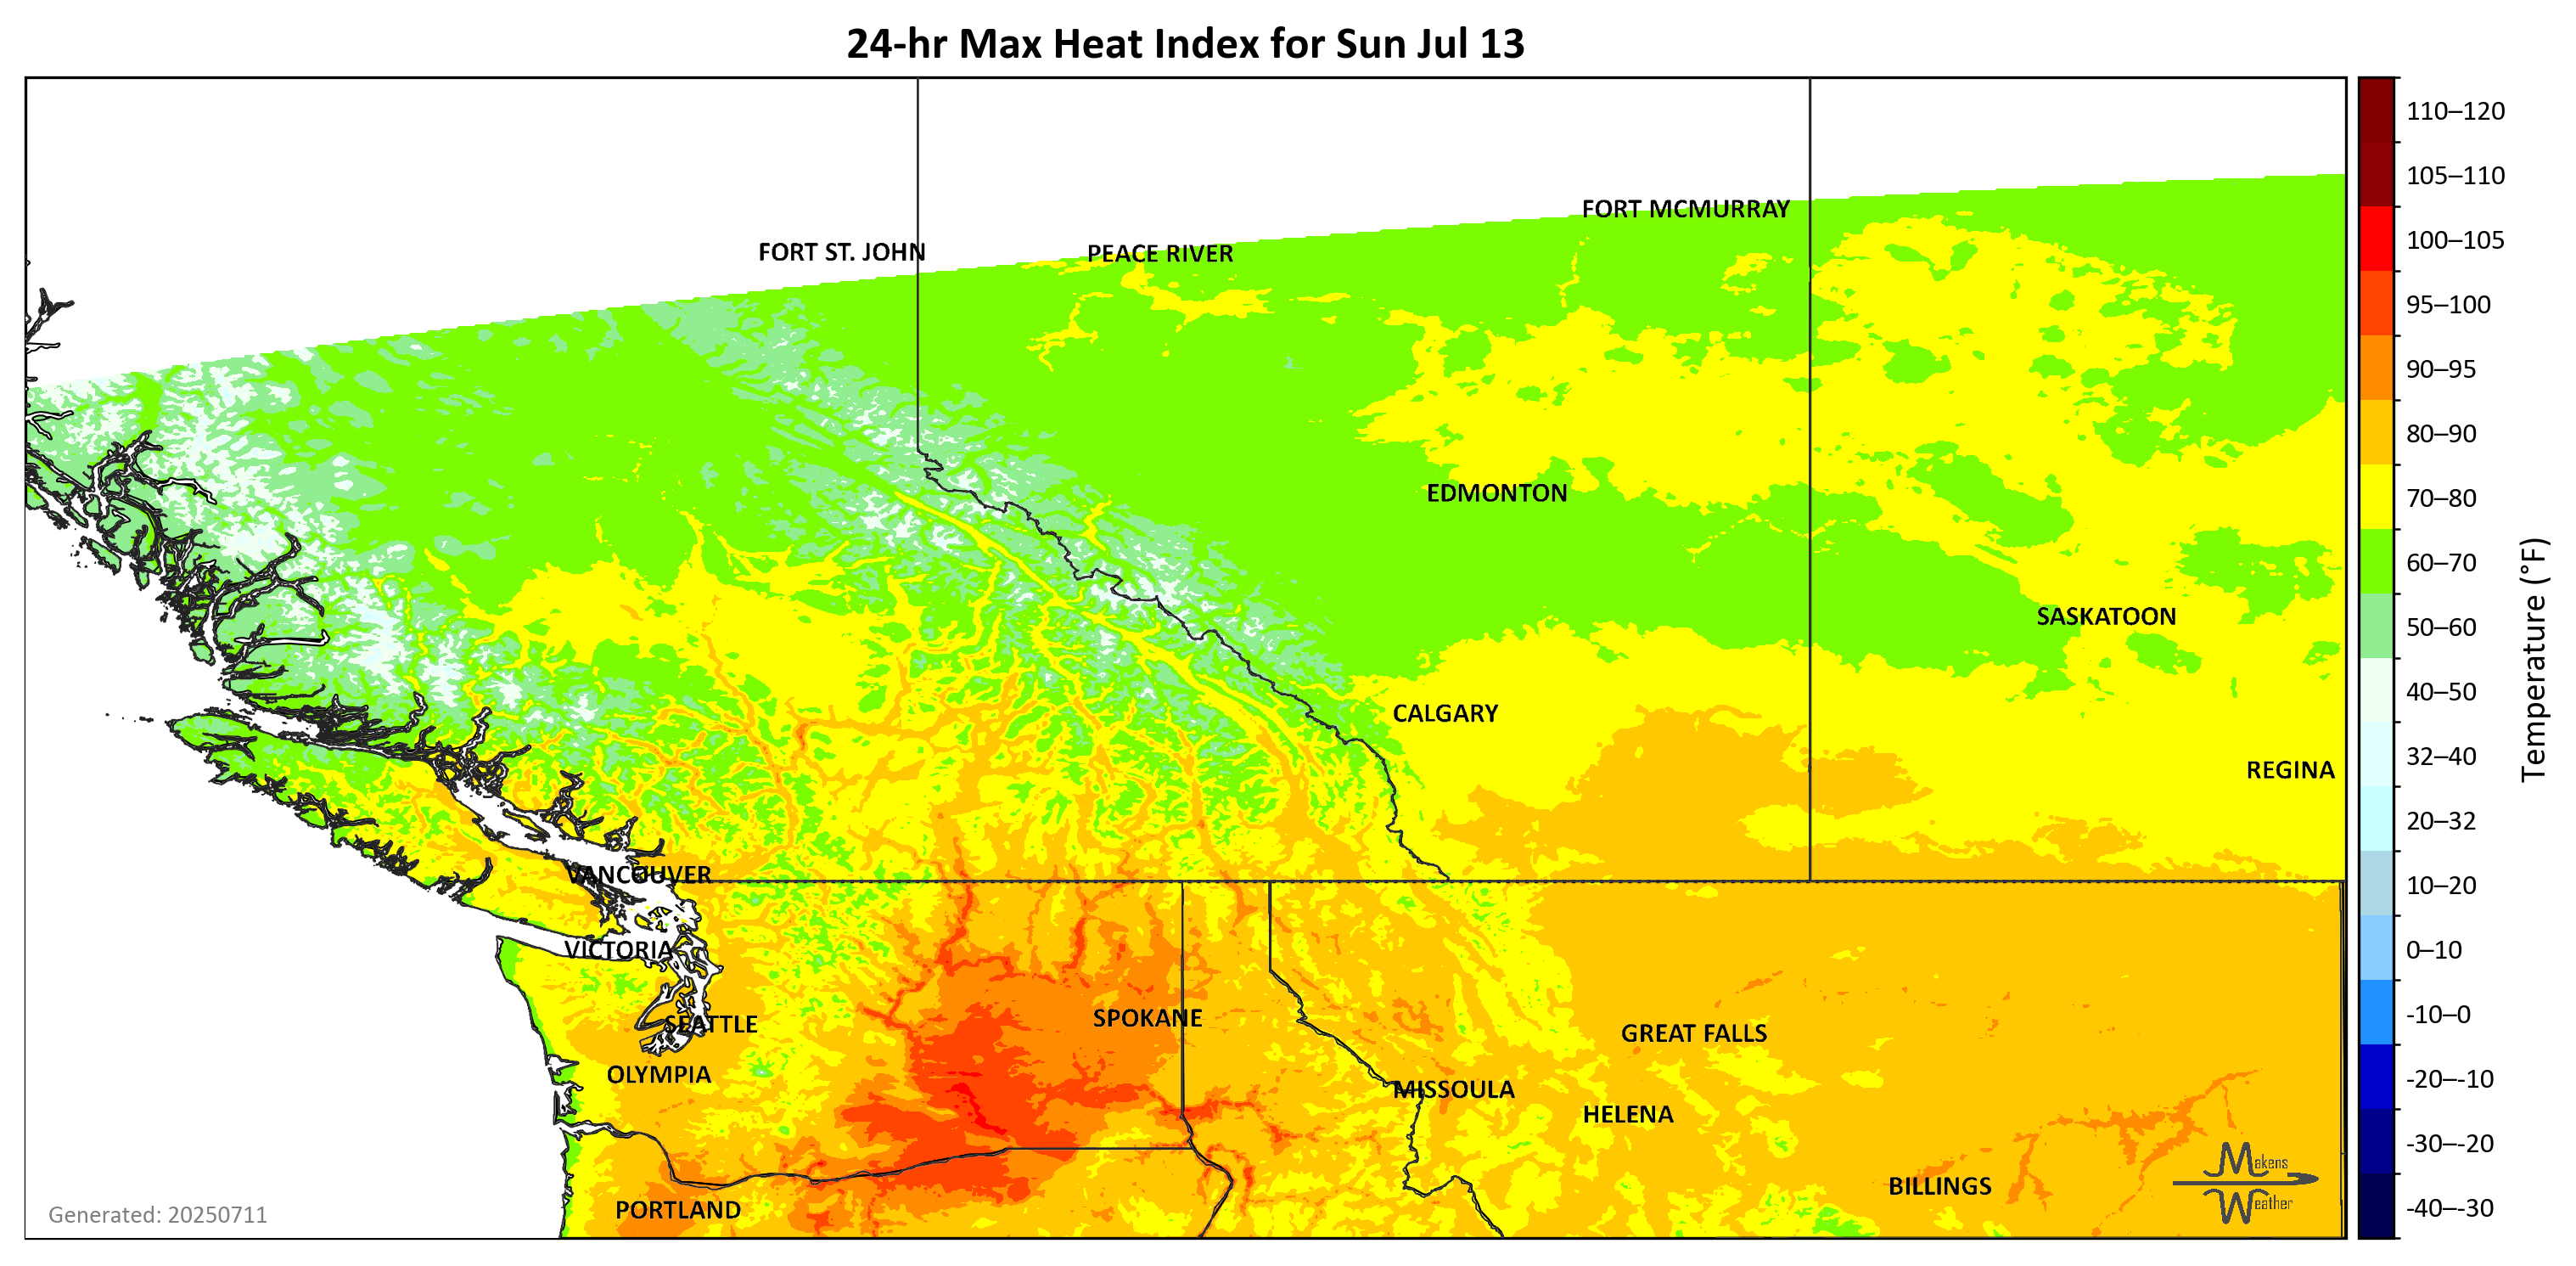 24-hr Max Heat Index for Sun Jul 13
FORT MCMURRAY
FORT ST. JOHN
PEACE RIVER
EDMONTON
SASKATOON
CALGARY
REGINA
VANCOUVER
VICTORIA
SEATTLE
SPOKANE
GREAT FALLS
OLYMPIA
MISSOULA
HELENA
BILLINGS
PORTLAND
Makens
Weather
Generated: 20250711
110–120
105–110
100–105
95–100
90–95
80–90
70–80
60–70
50–60
40–50
32–40
20–32
10–20
0–10
-10–0
-20–-10
-30–-20
-40–-30
Temperature (°F)